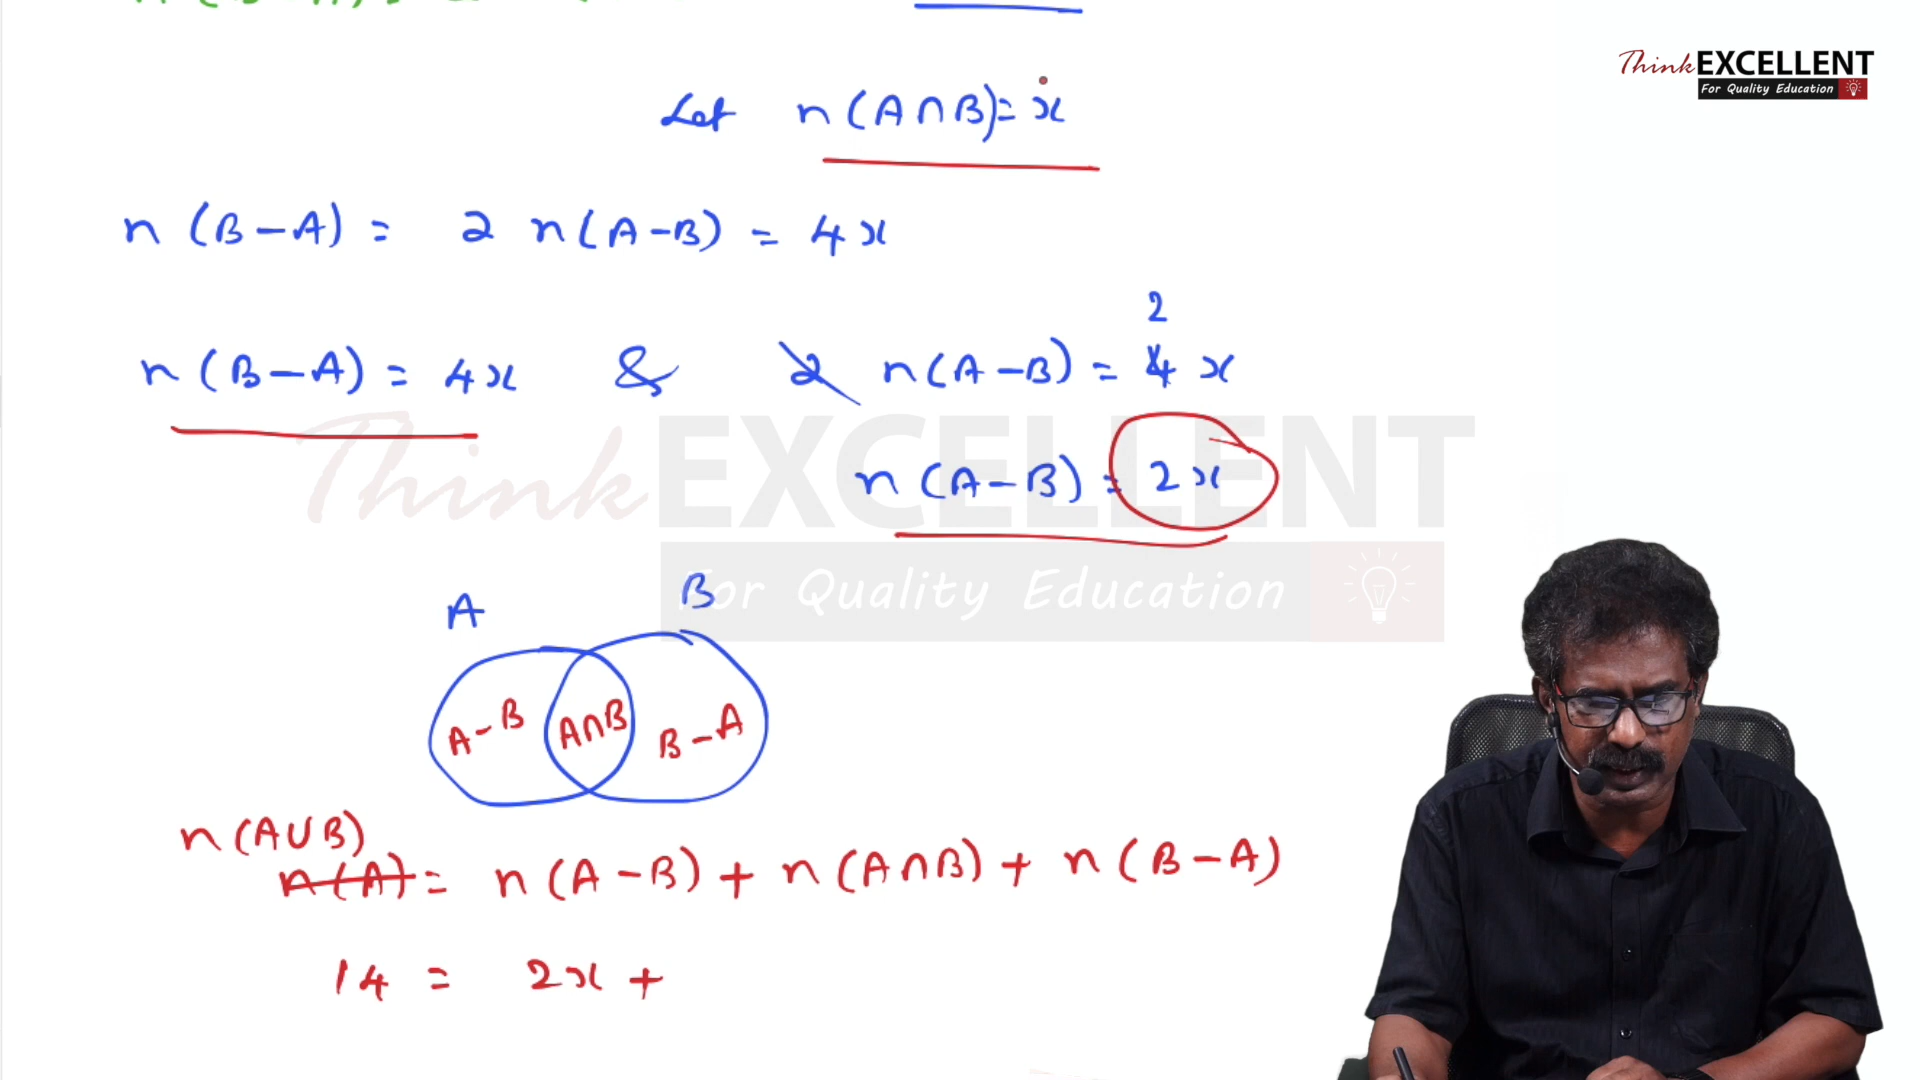 Think EXCELLENT
For Quality Education
Let n(A∩B)=x
n(B-A) = 2 n(A-B) = 4x
2
n(B-A) = 4x & 2 n(A-B) = 4x
n(A-B) = 2x
Think EXCELLENT
For Quality Education
A B
A-B A∩B B-A
n(A∪B)
n(A) = n(A-B) + n(A∩B) + n(B-A)
14 = 2x +